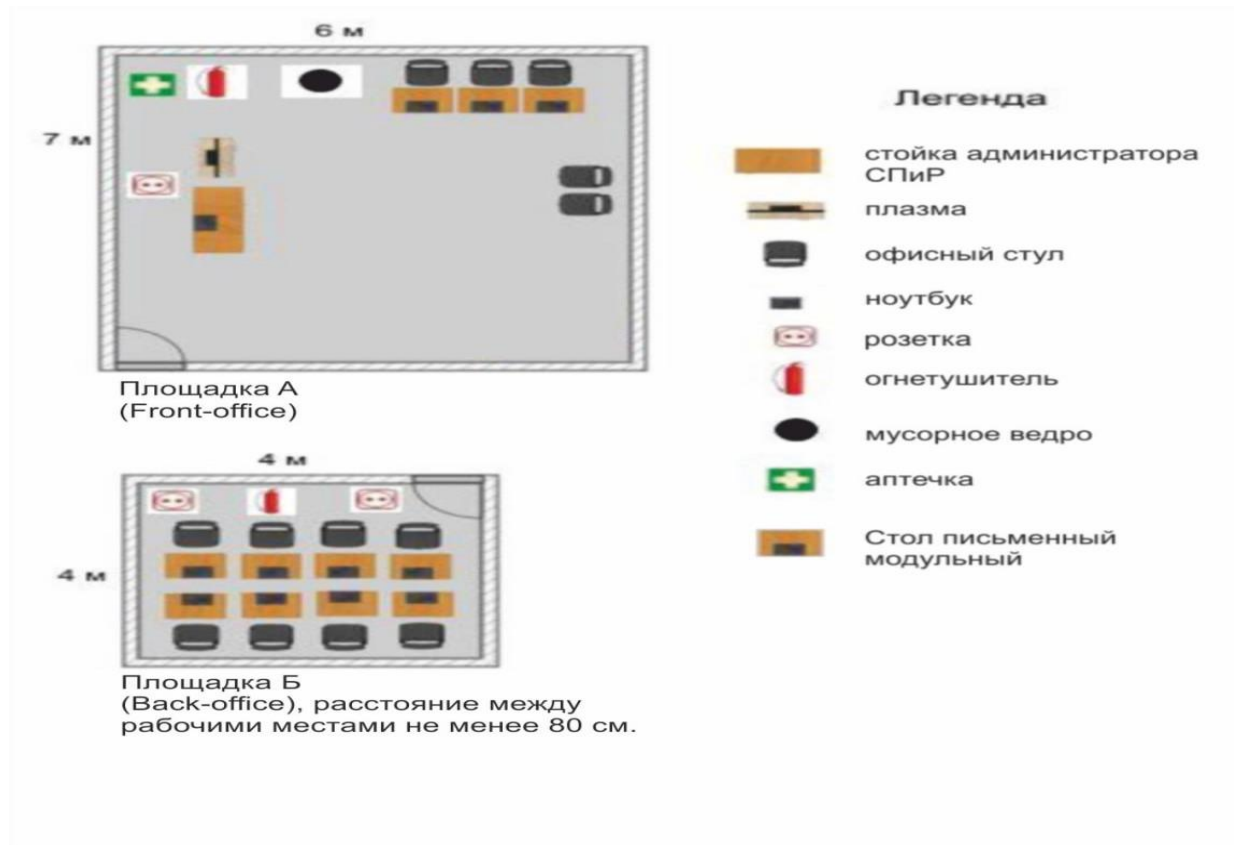 6 м
7 м
Площадка А
(Front-office)
4 м
4 м
Площадка Б
(Back-office), расстояние между
рабочими местами не менее 80 см.
Легенда
стойка администратора
СПиР
плазма
офисный стул
ноутбук
розетка
огнетушитель
мусорное ведро
аптечка
Стол письменный
модульный